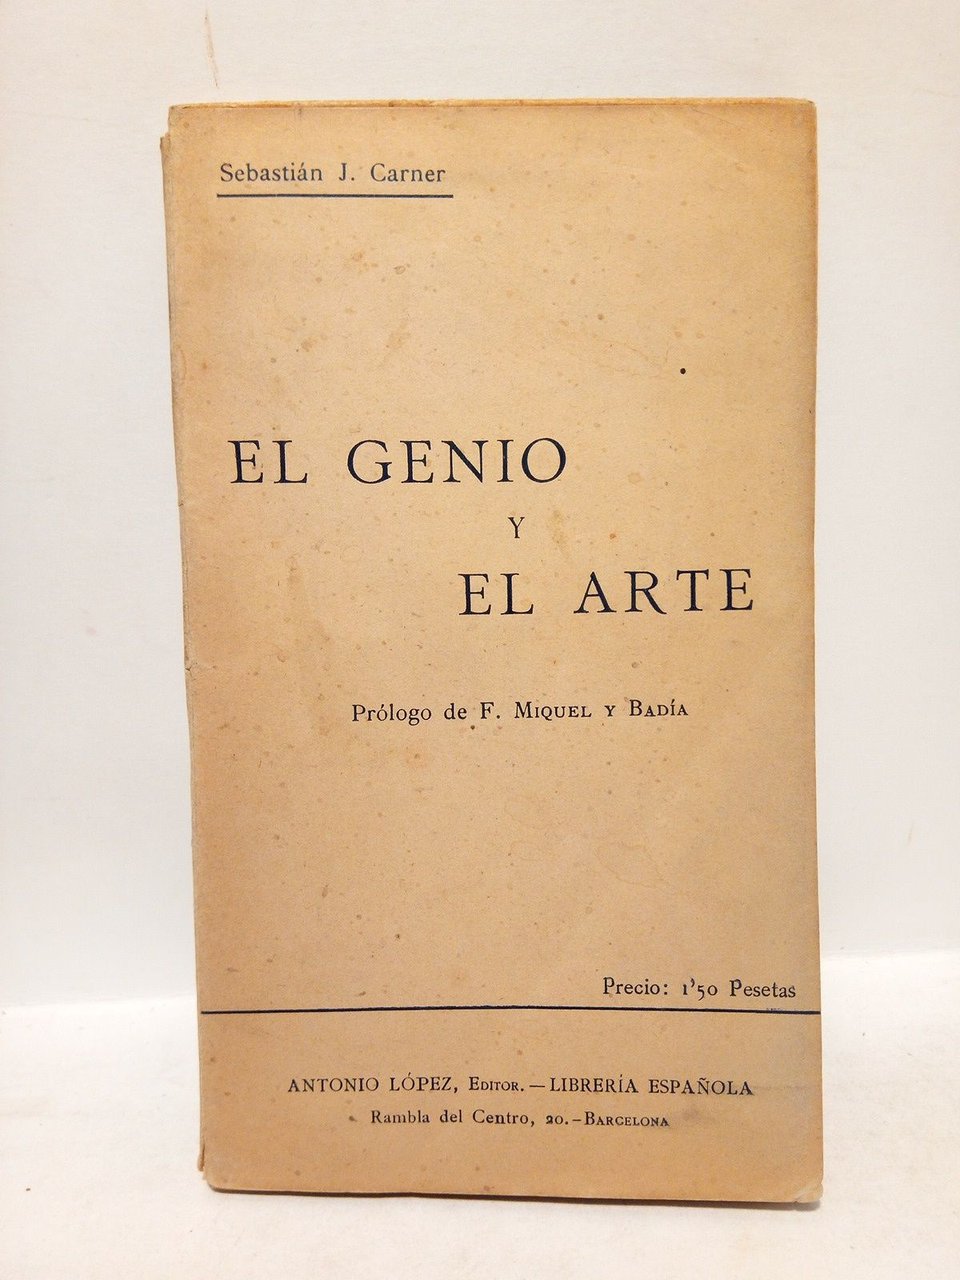 Sebastián J. Carner
EL GENIO
Y
EL ARTE
Prólogo de F. MIQUEL Y BADÍA
Precio: 1'50 Pesetas
ANTONIO LÓPEZ, EDITOR.—LIBRERÍA ESPAÑOLA
Rambla del Centro, 20.—BARCELONA